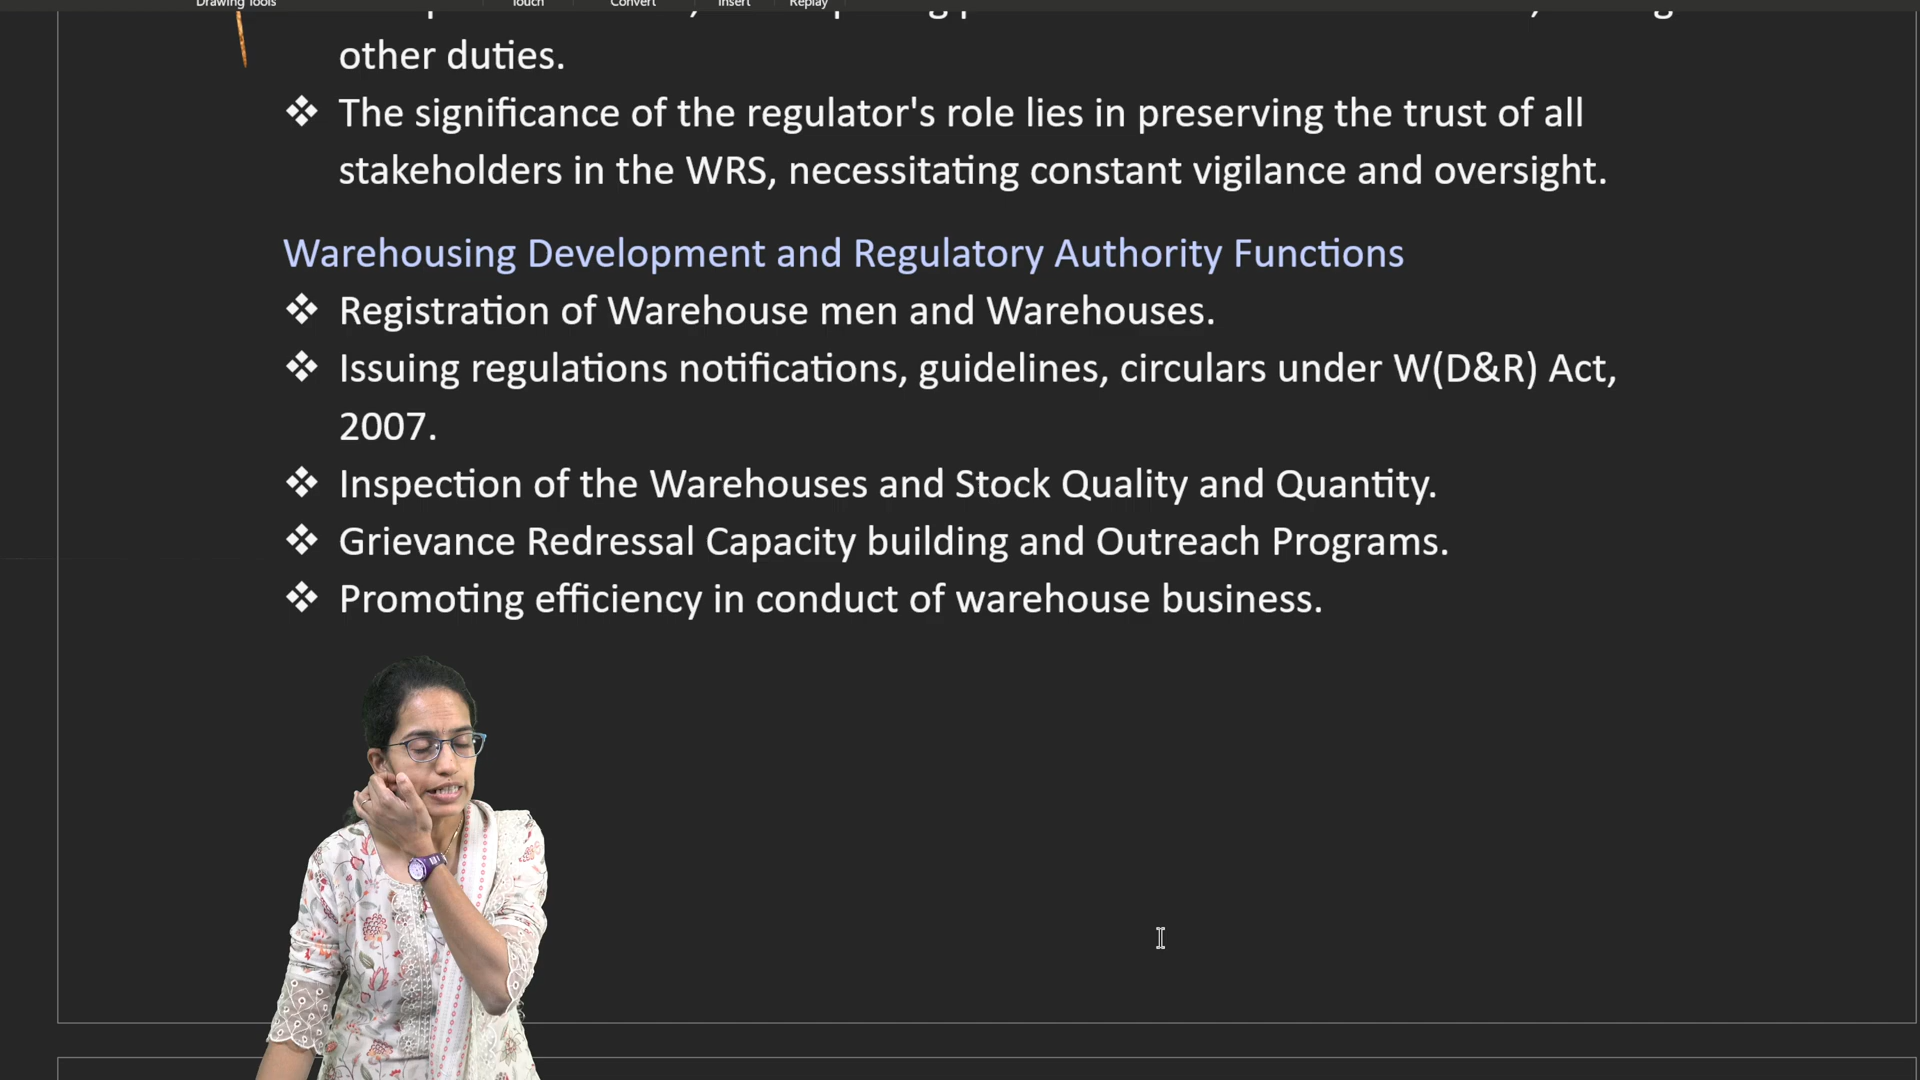 Drawing Tools Touch Convert Insert Replay
other duties.
❖ The significance of the regulator's role lies in preserving the trust of all
stakeholders in the WRS, necessitating constant vigilance and oversight.
Warehousing Development and Regulatory Authority Functions
❖ Registration of Warehouse men and Warehouses.
❖ Issuing regulations notifications, guidelines, circulars under W(D&R) Act,
2007.
❖ Inspection of the Warehouses and Stock Quality and Quantity.
❖ Grievance Redressal Capacity building and Outreach Programs.
❖ Promoting efficiency in conduct of warehouse business.